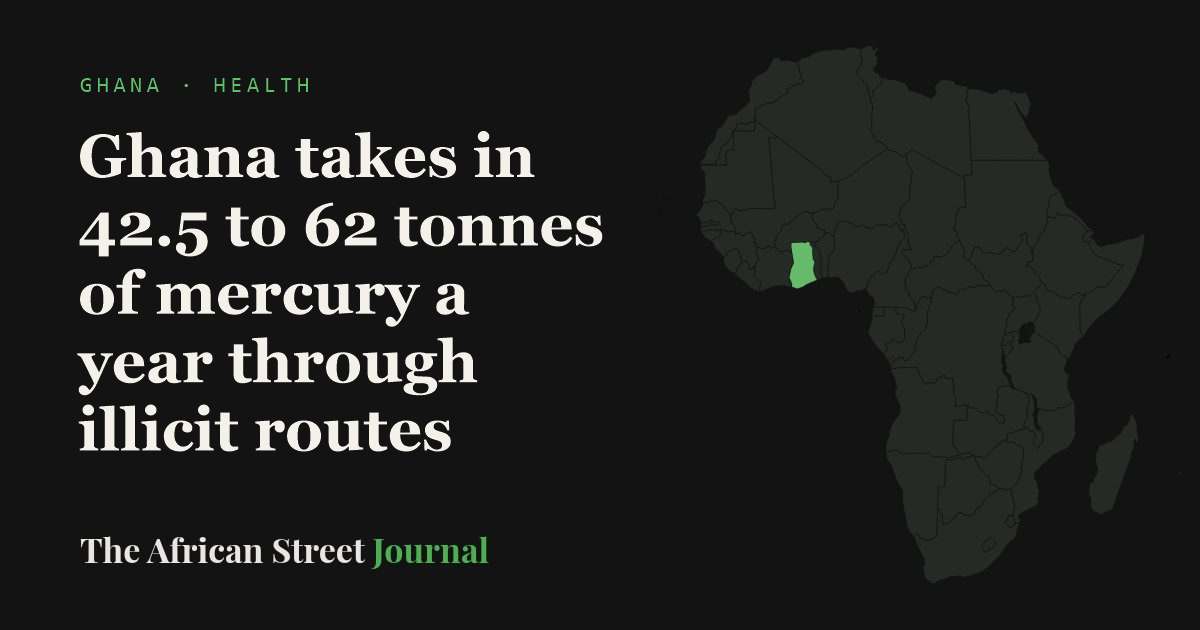 GHANA · HEALTH
Ghana takes in
42.5 to 62 tonnes
of mercury a
year through
illicit routes
The African Street Journal